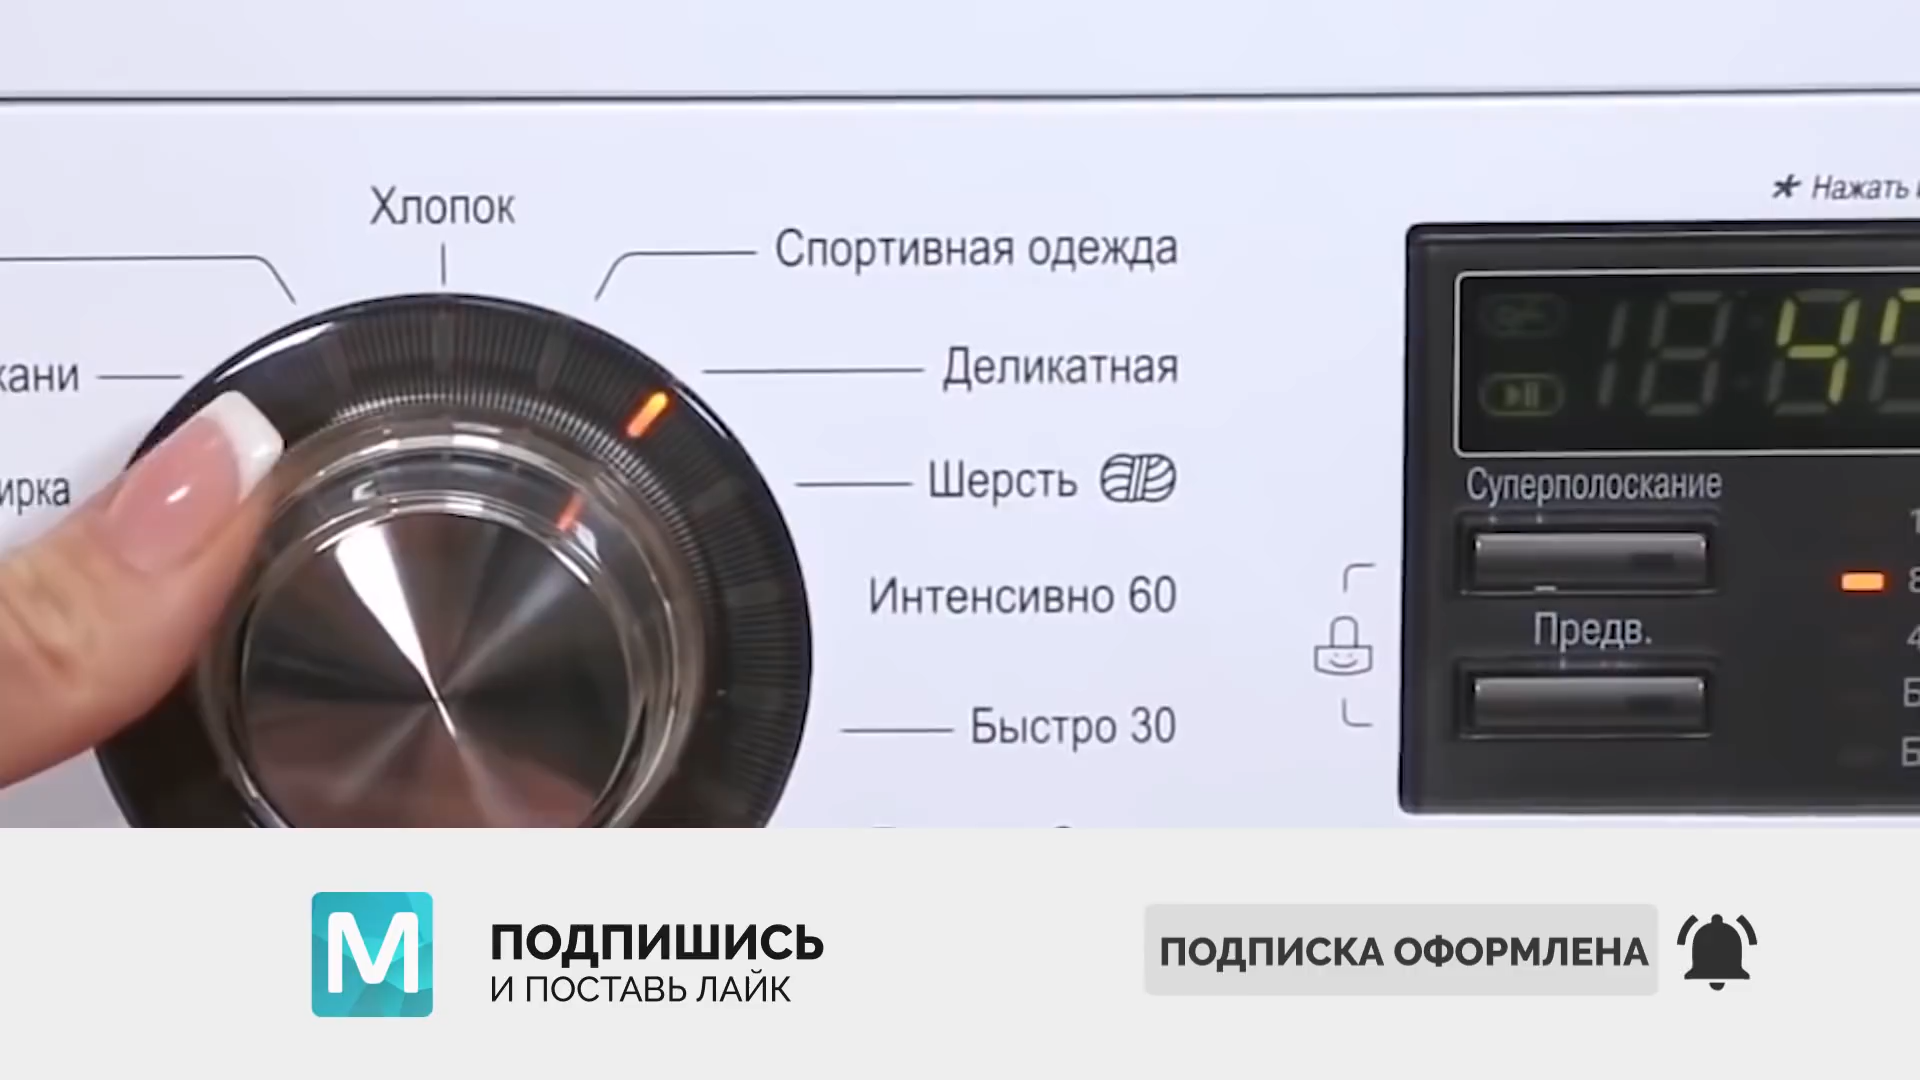 * Нажать
Хлопок
Спортивная одежда
Деликатная
Шерсть
Интенсивно 60
Быстро 30
Суперполоскание
Предв.
М
ПОДПИШИСЬ
И ПОСТАВЬ ЛАЙК
ПОДПИСКА ОФОРМЛЕНА